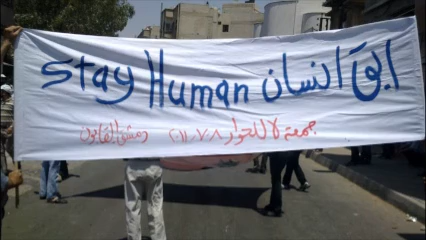 Stay Human ابق انسان
جمعة لا للحوار ٢٠١١/٧/٨ دمشق القابون